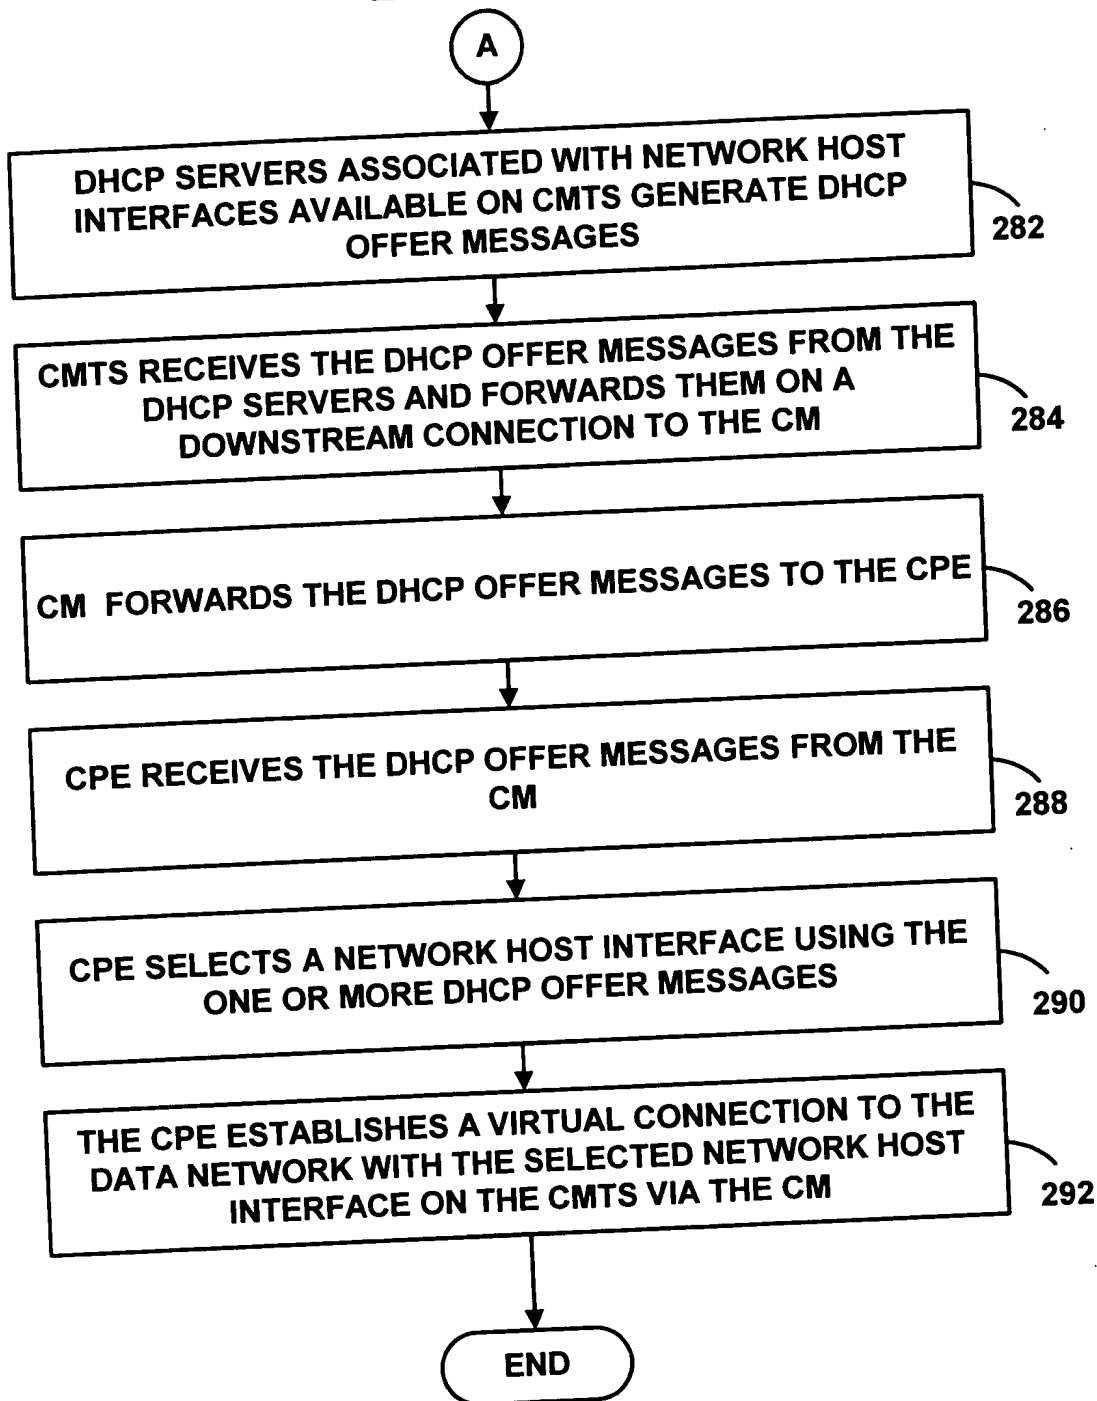 A
DHCP SERVERS ASSOCIATED WITH NETWORK HOST
INTERFACES AVAILABLE ON CMTS GENERATE DHCP
OFFER MESSAGES
282
CMTS RECEIVES THE DHCP OFFER MESSAGES FROM THE
DHCP SERVERS AND FORWARDS THEM ON A
DOWNSTREAM CONNECTION TO THE CM
284
CM FORWARDS THE DHCP OFFER MESSAGES TO THE CPE
286
CPE RECEIVES THE DHCP OFFER MESSAGES FROM THE
CM
288
CPE SELECTS A NETWORK HOST INTERFACE USING THE
ONE OR MORE DHCP OFFER MESSAGES
290
THE CPE ESTABLISHES A VIRTUAL CONNECTION TO THE
DATA NETWORK WITH THE SELECTED NETWORK HOST
INTERFACE ON THE CMTS VIA THE CM
292
END